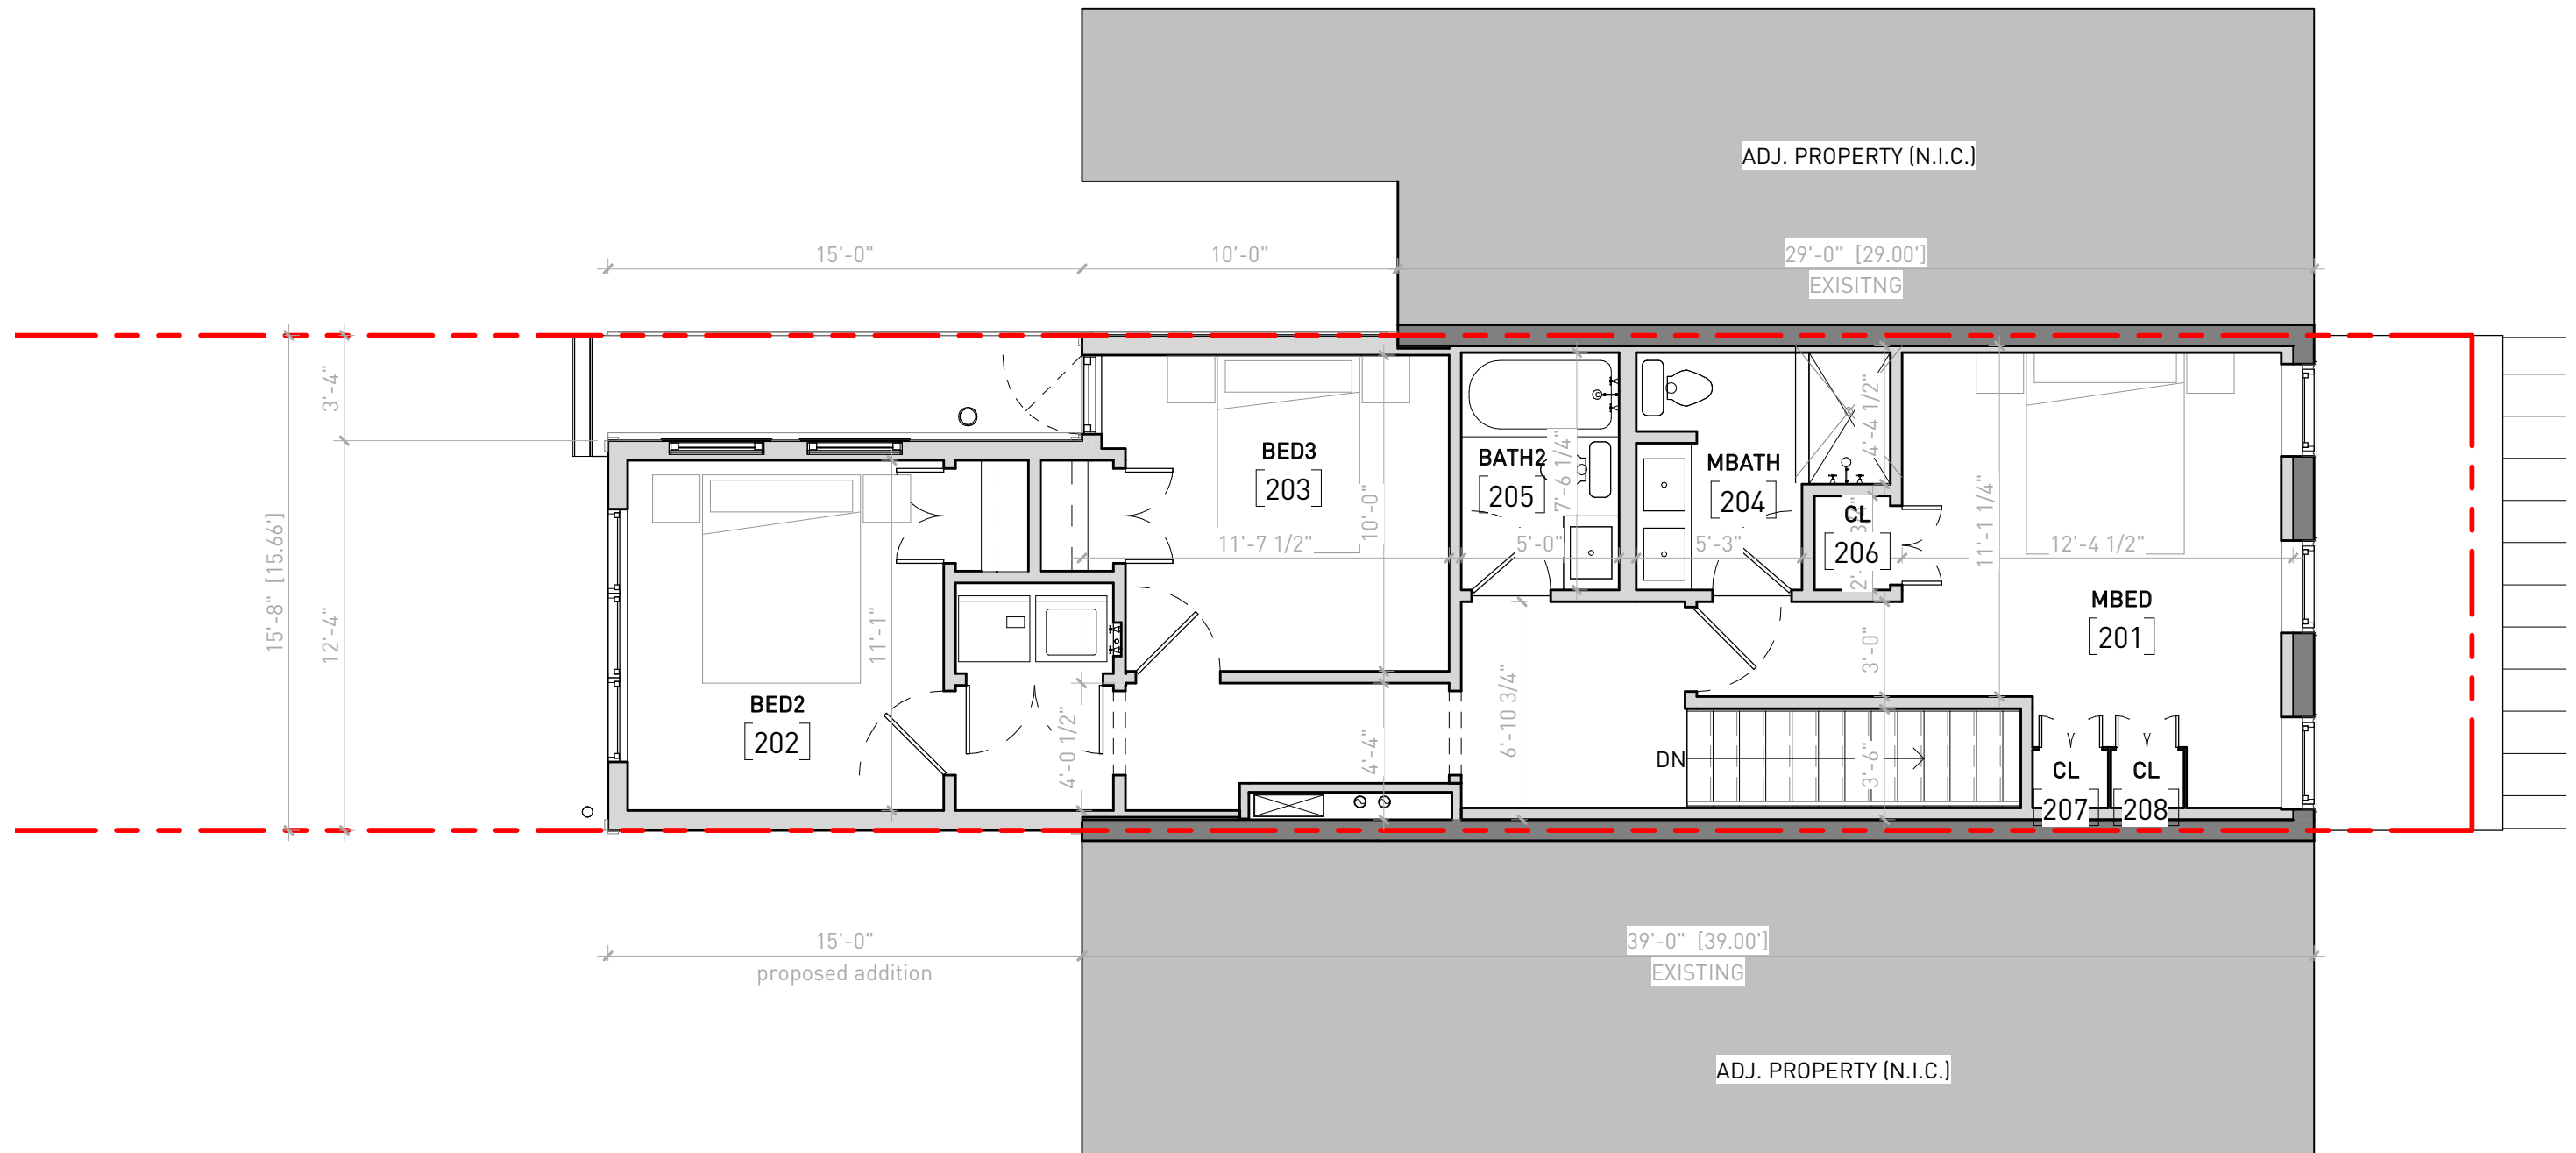 ADJ. PROPERTY (N.I.C.)
15'-0"
10'-0"
29'-0" [29.00']
EXISITNG
3'-4"
15'-8" [15.66']
12'-4"
BED3
[203]
10'-0"
11'-7 1/2"
BATH2
[205]
7'-6 1/4"
5'-0"
MBATH
[204]
5'-3"
4'-4 1/2"
CL
[206]
11'-1 1/4"
12'-4 1/2"
MBED
[201]
11'-1"
BED2
[202]
4'-0 1/2"
4'-4"
6'-10 3/4"
3'-0"
DN
3'-6"
CL
[207]
CL
[208]
15'-0"
proposed addition
39'-0" [39.00']
EXISTING
ADJ. PROPERTY (N.I.C.)